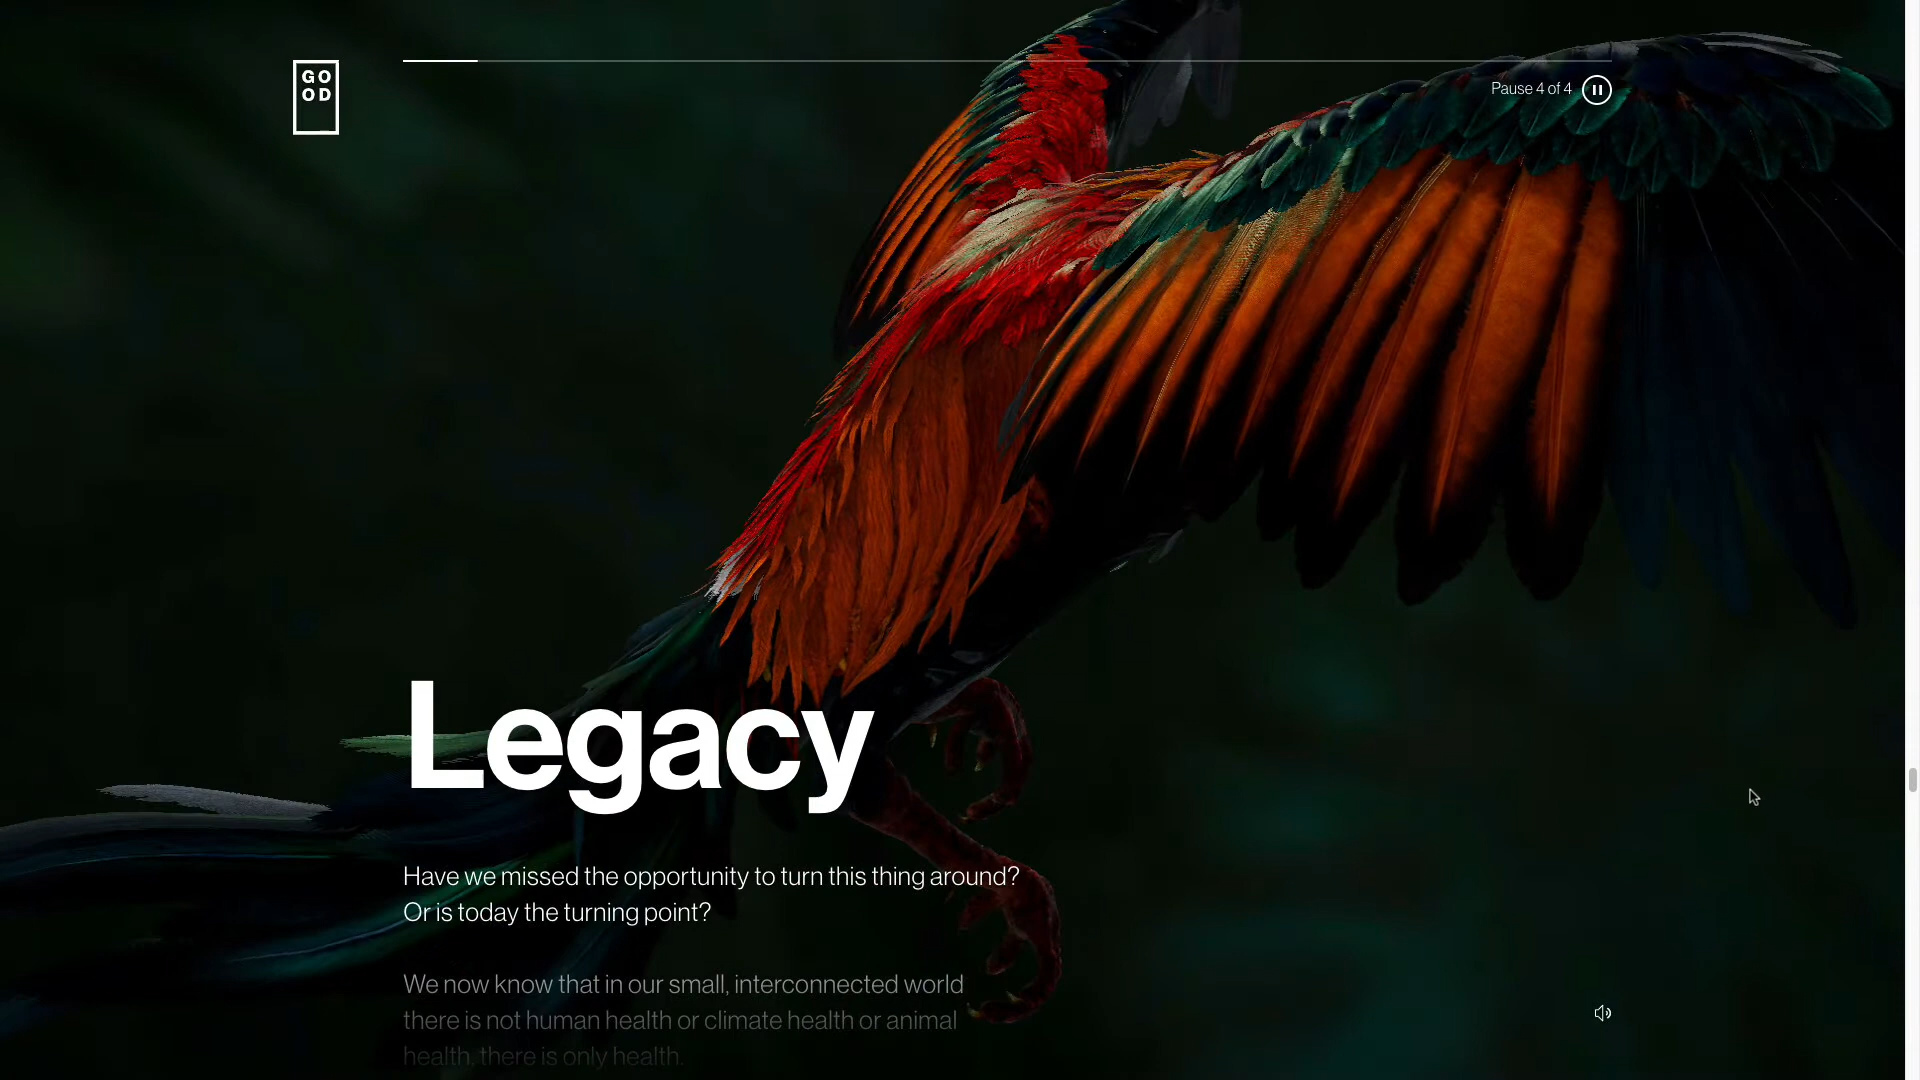 GO
OD
Pause 4 of 4
Legacy
Have we missed the opportunity to turn this thing around?
Or is today the turning point?
We now know that in our small, interconnected world
there is not human health or climate health or animal
health, there is only health.